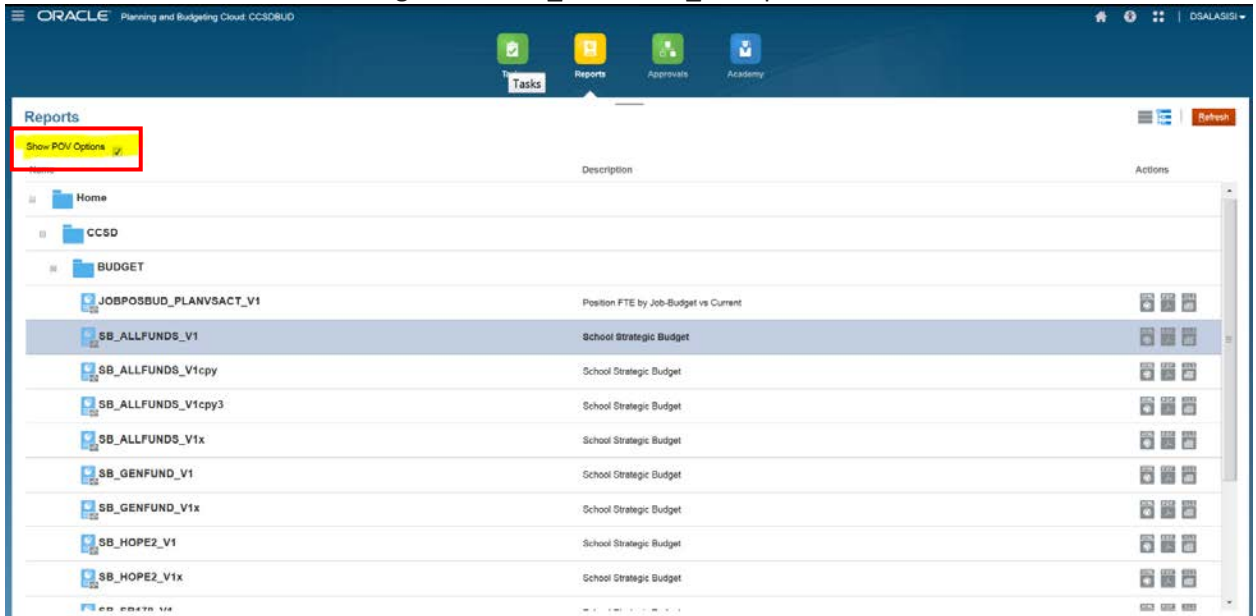 ORACLE Planning and Budgeting Cloud: CCSDBUD
DSALASISI
Tasks
Reports
Approvals
Academy
Reports
Refresh
Show POV Options
Name
Description
Actions
Home
CCSD
BUDGET
JOBPOSBUD_PLANVSACT_V1
Position FTE by Job-Budget vs Current
SB_ALLFUNDS_V1
School Strategic Budget
SB_ALLFUNDS_V1cpy
School Strategic Budget
SB_ALLFUNDS_V1cpy3
School Strategic Budget
SB_ALLFUNDS_V1x
School Strategic Budget
SB_GENFUND_V1
School Strategic Budget
SB_GENFUND_V1x
School Strategic Budget
SB_HOPE2_V1
School Strategic Budget
SB_HOPE2_V1x
School Strategic Budget